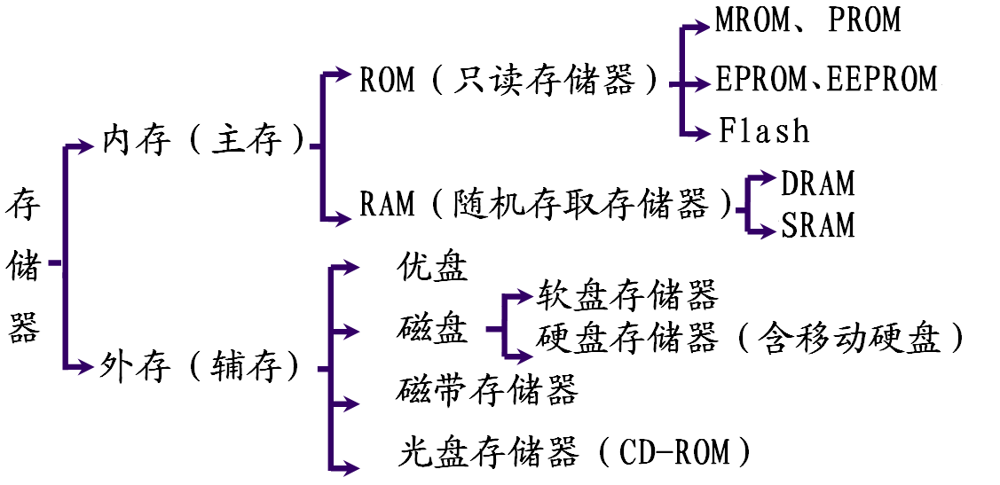 存储器
内存（主存）
ROM（只读存储器）
MROM、PROM
EPROM、EEPROM
Flash
RAM（随机存取存储器）
DRAM
SRAM
外存（辅存）
优盘
磁盘
软盘存储器
硬盘存储器（含移动硬盘）
磁带存储器
光盘存储器（CD-ROM）